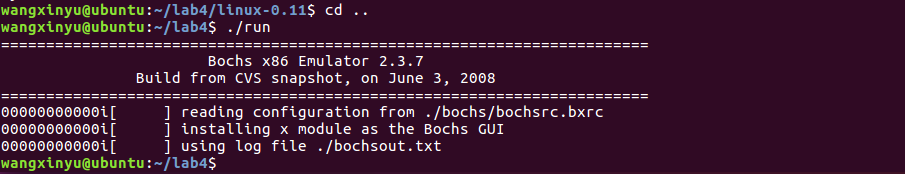 wangxinyu@ubuntu:~/lab4/linux-0.11$ cd ..
wangxinyu@ubuntu:~/lab4$ ./run
========================================================================
Bochs x86 Emulator 2.3.7
Build from CVS snapshot, on June 3, 2008
========================================================================
00000000000i[     ] reading configuration from ./bochs/bochsrc.bxrc
00000000000i[     ] installing x module as the Bochs GUI
00000000000i[     ] using log file ./bochsout.txt
wangxinyu@ubuntu:~/lab4$